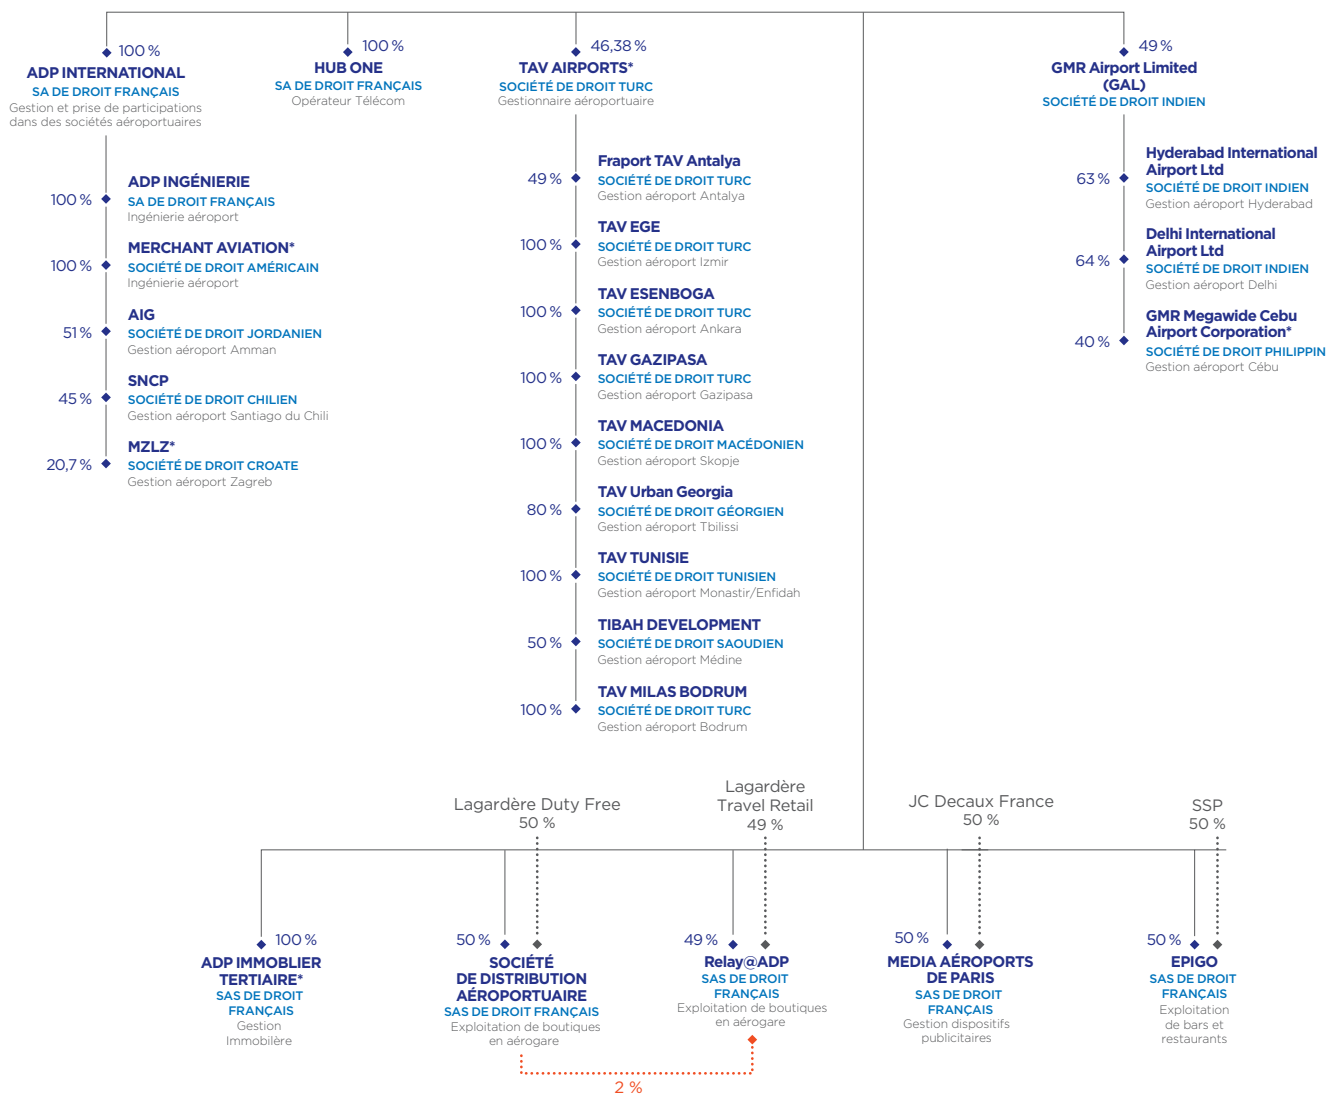 100 %
ADP INTERNATIONAL
SA DE DROIT FRANÇAIS
Gestion et prise de participations
dans des sociétés aéroportuaires
100 %
ADP INGÉNIERIE
SA DE DROIT FRANÇAIS
Ingénierie aéroport
100 %
MERCHANT AVIATION*
SOCIÉTÉ DE DROIT AMÉRICAIN
Ingénierie aéroport
51 %
AIG
SOCIÉTÉ DE DROIT JORDANIEN
Gestion aéroport Amman
45 %
SNCP
SOCIÉTÉ DE DROIT CHILIEN
Gestion aéroport Santiago du Chili
20,7 %
MZLZ*
SOCIÉTÉ DE DROIT CROATE
Gestion aéroport Zagreb
100 %
HUB ONE
SA DE DROIT FRANÇAIS
Opérateur Télécom
46,38 %
TAV AIRPORTS*
SOCIÉTÉ DE DROIT TURC
Gestionnaire aéroportuaire
49 %
Fraport TAV Antalya
SOCIÉTÉ DE DROIT TURC
Gestion aéroport Antalya
100 %
TAV EGE
SOCIÉTÉ DE DROIT TURC
Gestion aéroport Izmir
100 %
TAV ESENBOGA
SOCIÉTÉ DE DROIT TURC
Gestion aéroport Ankara
100 %
TAV GAZIPASA
SOCIÉTÉ DE DROIT TURC
Gestion aéroport Gazipasa
100 %
TAV MACEDONIA
SOCIÉTÉ DE DROIT MACÉDONIEN
Gestion aéroport Skopje
80 %
TAV Urban Georgia
SOCIÉTÉ DE DROIT GÉORGIEN
Gestion aéroport Tbilissi
100 %
TAV TUNISIE
SOCIÉTÉ DE DROIT TUNISIEN
Gestion aéroport Monastir/Enfidah
50 %
TIBAH DEVELOPMENT
SOCIÉTÉ DE DROIT SAOUDIEN
Gestion aéroport Médine
100 %
TAV MILAS BODRUM
SOCIÉTÉ DE DROIT TURC
Gestion aéroport Bodrum
49 %
GMR Airport Limited
(GAL)
SOCIÉTÉ DE DROIT INDIEN
63 %
Hyderabad International
Airport Ltd
SOCIÉTÉ DE DROIT INDIEN
Gestion aéroport Hyderabad
64 %
Delhi International
Airport Ltd
SOCIÉTÉ DE DROIT INDIEN
Gestion aéroport Delhi
40 %
GMR Megawide Cebu
Airport Corporation*
SOCIÉTÉ DE DROIT PHILIPPIN
Gestion aéroport Cébu
Lagardère Duty Free
50 %
Lagardère
Travel Retail
49 %
JC Decaux France
50 %
SSP
50 %
100 %
ADP IMMOBLIER
TERTIAIRE*
SAS DE DROIT
FRANÇAIS
Gestion
Immobilère
50 %
SOCIÉTÉ
DE DISTRIBUTION
AÉROPORTUAIRE
SAS DE DROIT FRANÇAIS
Exploitation de boutiques
en aérogare
49 %
Relay@ADP
SAS DE DROIT
FRANÇAIS
Exploitation de boutiques
en aérogare
50 %
MEDIA AÉROPORTS
DE PARIS
SAS DE DROIT
FRANÇAIS
Gestion dispositifs
publicitaires
50 %
EPIGO
SAS DE DROIT
FRANÇAIS
Exploitation
de bars et
restaurants
2 %